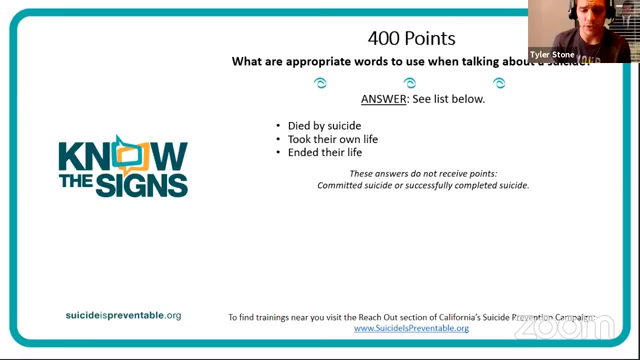 400 Points
Tyler Stone
What are appropriate words to use when talking about a suicide?
ANSWER: See list below.
• Died by suicide
• Took their own life
• Ended their life
KNOW
THE SIGNS
These answers do not receive points:
Committed suicide or successfully completed suicide.
suicideispreventable.org
To find trainings near you visit the Reach Out section of California's Suicide Prevention Campaign:
www.SuicideIsPreventable.org
zoom